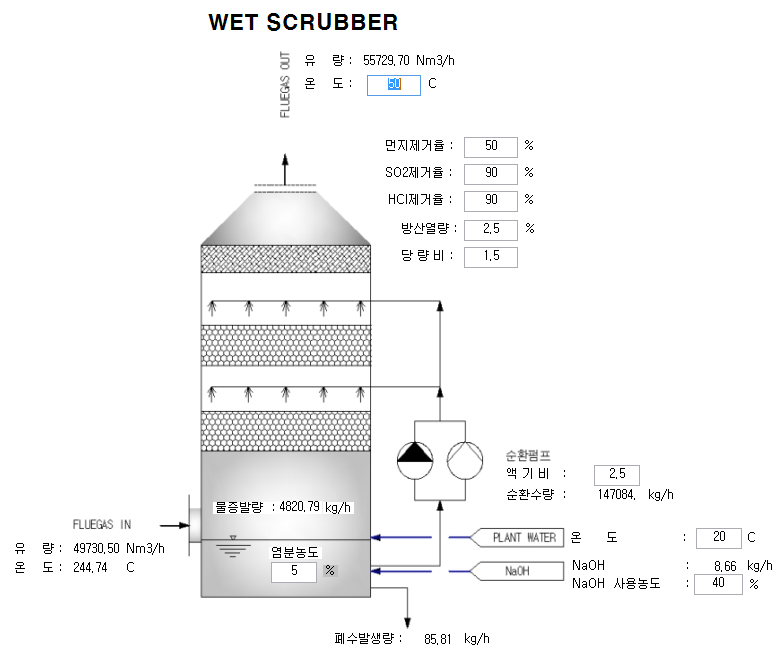 WET SCRUBBER
FLUEGAS OUT
유 량 : 55729.70 Nm3/h
온 도 : 50 C
먼지제거율 : 50 %
SO2제거율 : 90 %
HCl제거율 : 90 %
방산열량 : 2.5 %
당 량 비 : 1.5
순환펌프
액 기 비 : 2.5
순환수량 : 147084. kg/h
물증발량 : 4820.79 kg/h
FLUEGAS IN
유 량 : 49730.50 Nm3/h
온 도 : 244.74 C
염분농도
5 %
PLANT WATER 온 도 : 20 C
NaOH NaOH : 8.66 kg/h
NaOH 사용농도 : 40 %
폐수발생량 : 85.81 kg/h